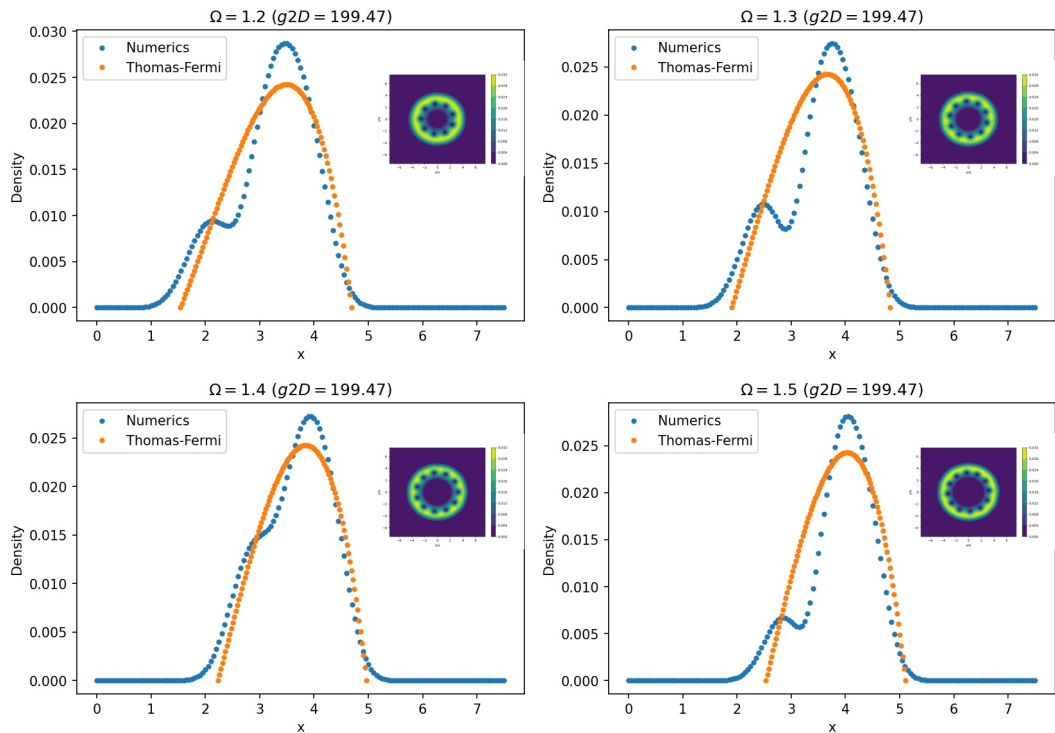 Ω = 1.2 (g2D = 199.47)
Numerics
Thomas-Fermi
0.030
0.025
0.020
0.015
0.010
0.005
0.000
Density
0 1 2 3 4 5 6 7
x
Ω = 1.3 (g2D = 199.47)
Numerics
Thomas-Fermi
0.025
0.020
0.015
0.010
0.005
0.000
Density
0 1 2 3 4 5 6 7
x
Ω = 1.4 (g2D = 199.47)
Numerics
Thomas-Fermi
0.025
0.020
0.015
0.010
0.005
0.000
Density
0 1 2 3 4 5 6 7
x
Ω = 1.5 (g2D = 199.47)
Numerics
Thomas-Fermi
0.025
0.020
0.015
0.010
0.005
0.000
Density
0 1 2 3 4 5 6 7
x